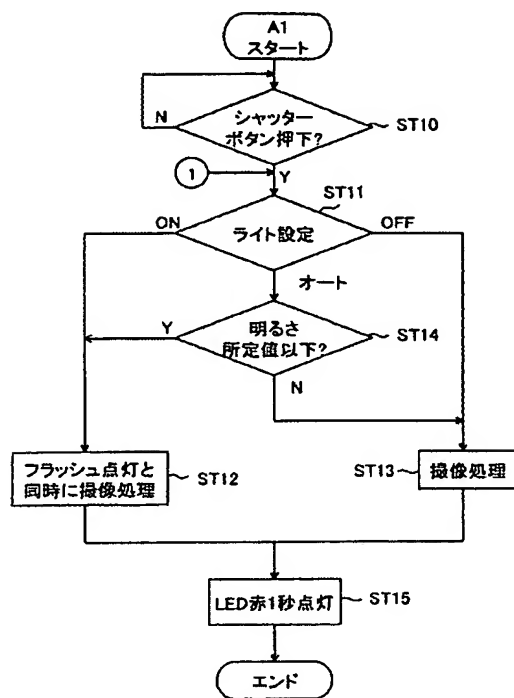 A1
スタート
N
シャッター
ボタン押下?
ST10
1
Y
ST11
ON
ライト設定
OFF
オート
Y
明るさ
所定値以下?
ST14
N
フラッシュ点灯と
同時に撮像処理
ST12
ST13
撮像処理
LED赤1秒点灯
ST15
エンド